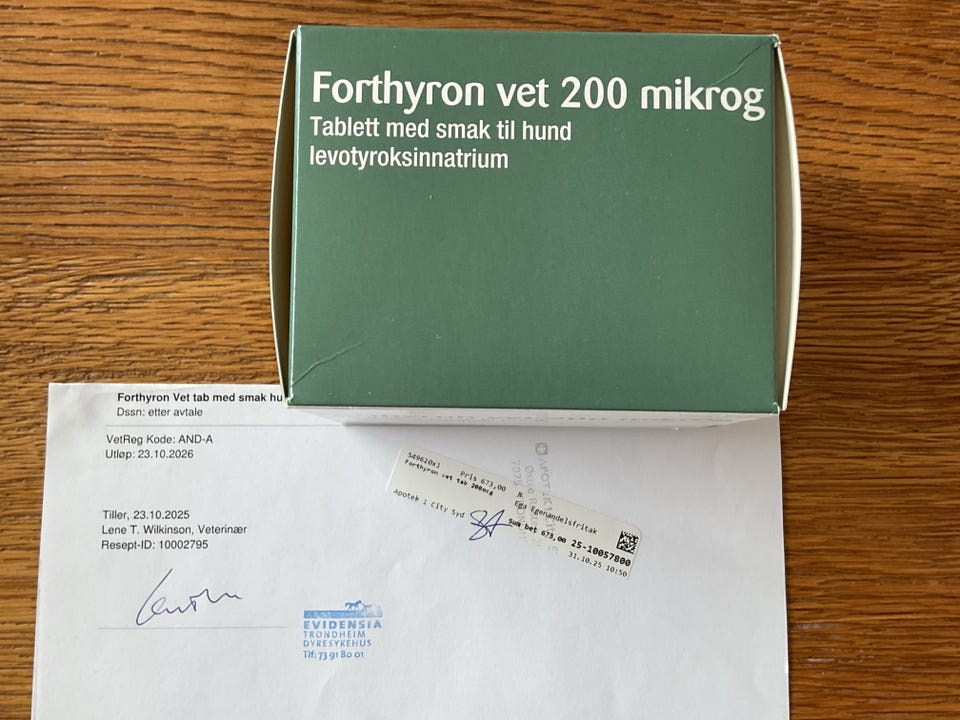 Forthyron vet 200 mikrog
Tablett med smak til hund
levotyroksinnatrium
Forthyron Vet tab med smak
Dssn: etter avtale
VetReg Kode: AND-A
Utløp: 23.10.2026
Tiller, 23.10.2025
Lene T. Wilkinson, Veterinær
Resept-ID: 10002795
EVIDENSIA
TRONDHEIM
DYRESYKEHUS
Tlf: 73 91 80 01
549620x1 Pris 673,00
Forthyron vet tab 200mcg
Ega Egenandelsfritak
Apotek 1 City Syd
Sum bet 673,00 25-10057800
31.10.25 10:50